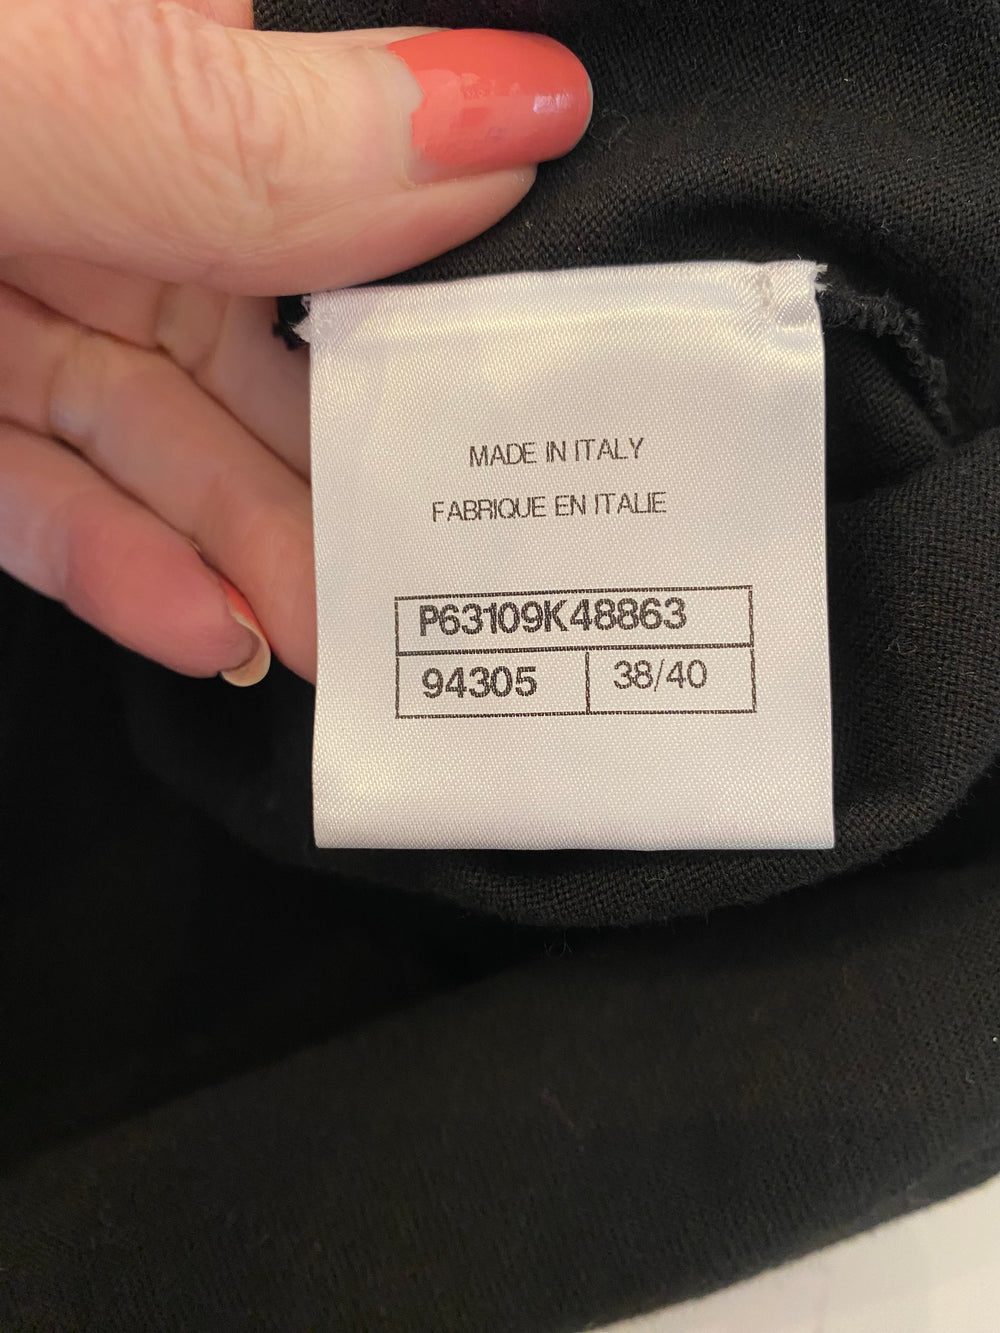 MADE IN ITALY
FABRIQUE EN ITALIE
P63109K48863
94305 38/40